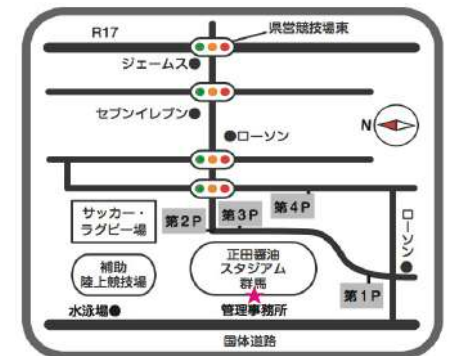 R17
県営競技場東
ジェームス
セブンイレブン
N
ローソン
サッカー・
ラグビー場
第2P
第3P
第4P
ローソン
補助
陸上競技場
正田醤油
スタジアム
群馬
第1P
水泳場
管理事務所
国体道路